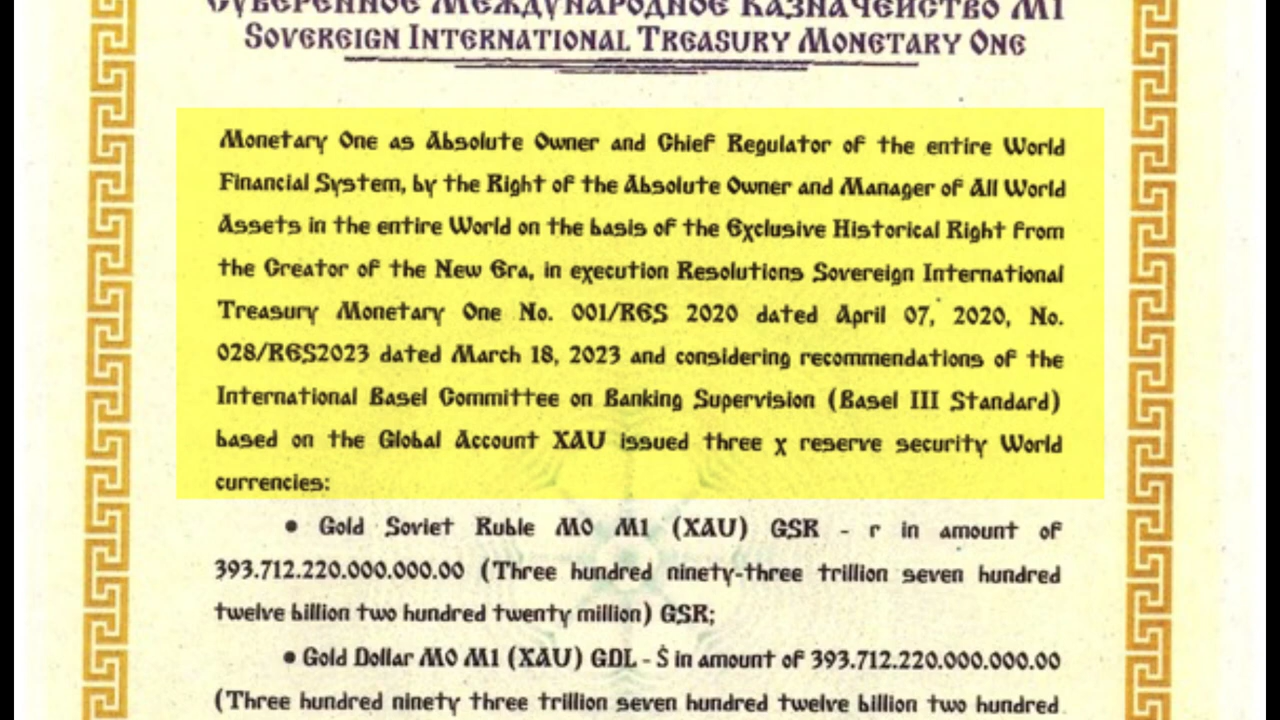 Суверенное Международное Казначейство М1
Sovereign International Treasury Monetary One
Monetary One as Absolute Owner and Chief Regulator of the entire World
Financial System, by the Right of the Absolute Owner and Manager of All World
Assets in the entire World on the basis of the Exclusive Historical Right from
the Creator of the New Era, in execution Resolutions Sovereign International
Treasury Monetary One No. 001/RES 2020 dated April 07, 2020, No.
028/RES2023 dated March 18, 2023 and considering recommendations of the
International Basel Committee on Banking Supervision (Basel III Standard)
based on the Global Account XAU issued three x reserve security World
currencies:
• Gold Soviet Ruble M0 M1 (XAU) GSR - r in amount of
393.712.220.000.000.00 (Three hundred ninety-three trillion seven hundred
twelve billion two hundred twenty million) GSR;
• Gold Dollar M0 M1 (XAU) GDL - $ in amount of 393.712.220.000.000.00
(Three hundred ninety three trillion seven hundred twelve billion two hundred